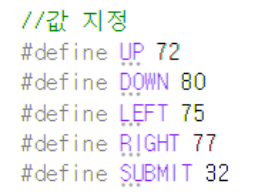 //값 지정
#define UP 72
#define DOWN 80
#define LEFT 75
#define RIGHT 77
#define SUBMIT 32